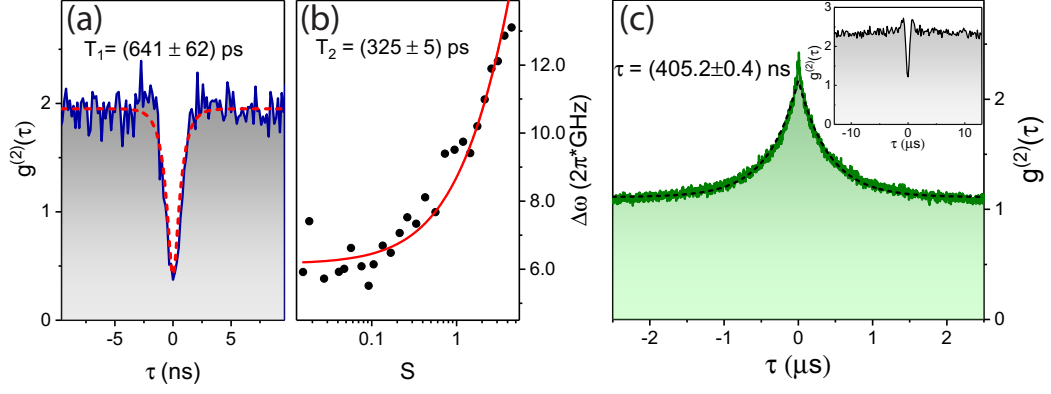 (a)
T1 = (641 ± 62) ps
g(2)(τ)
2
1
0
-5
0
5
τ (ns)
(b)
T2 = (325 ± 5) ps
12.0
10.0
8.0
6.0
Δω (2π*GHz)
0.1
1
S
(c)
τ = (405.2±0.4) ns
2
1
0
g(2)(τ)
-2
-1
0
1
2
τ (μs)
3
2
1
0
g(2)(τ)
-10
0
10
τ (μs)